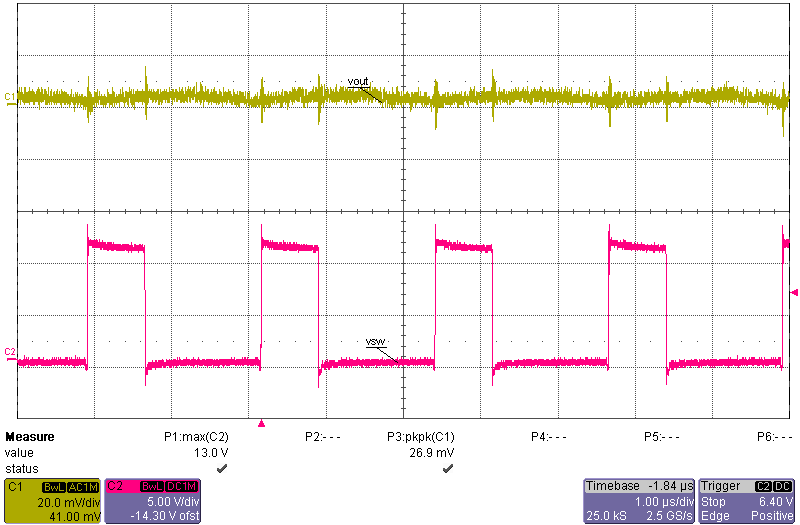 C1
vout
C2
vsw
Measure P1:max(C2) P2:--- P3:pkpk(C1) P4:--- P5:--- P6:---
value 13.0 V 26.9 mV
status
C1 BwL AC1M
20.0 mV/div
41.00 mV
C2 BwL DC1M
5.00 V/div
-14.30 V ofst
Timebase -1.84 µs
1.00 µs/div
25.0 kS 2.5 GS/s
Trigger C2 DC
Stop 6.40 V
Edge Positive